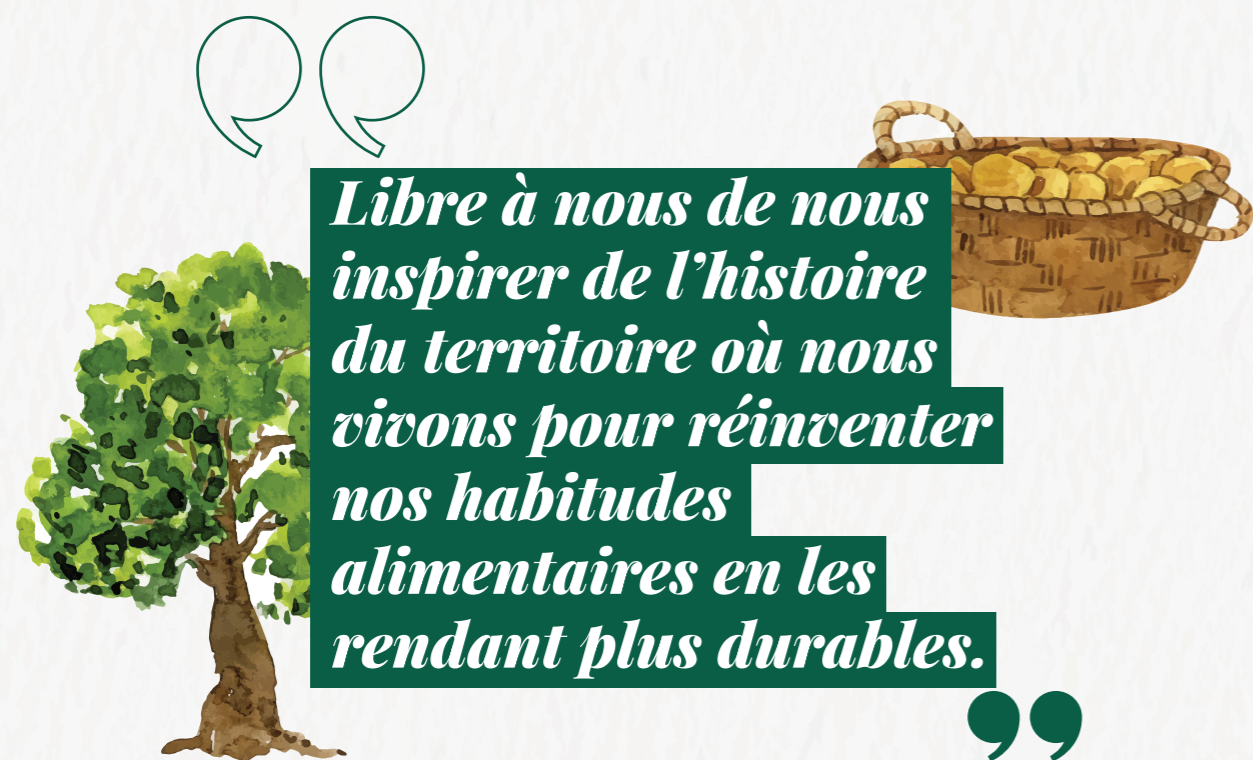 Libre à nous de nous
inspirer de l’histoire
du territoire où nous
vivons pour réinventer
nos habitudes
alimentaires en les
rendant plus durables.